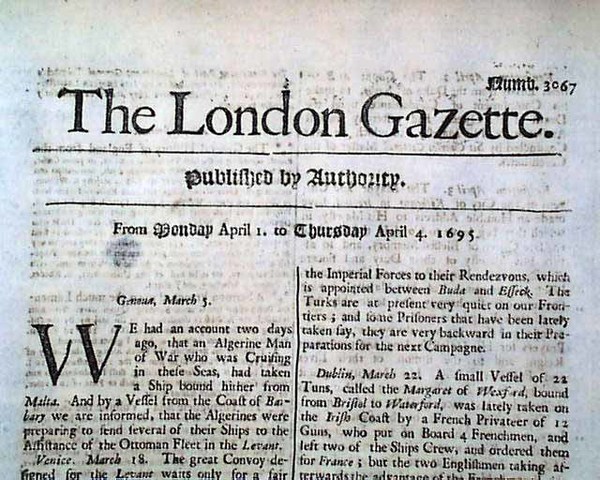 Numb. 3067
The London Gazette.
Published by Authority.
From Monday April 1. to Thursday April 4. 1695.
Genoua, March 5.
WE had an account two days
ago, that an Algerine Man
of War who was Cruising
in these Seas, had taken
a Ship bound hither from
Malta. And by a Vessel from the Coast of Bar-
bary we are informed, that the Algerines were
preparing to send several of their Ships to the
Assistance of the Ottoman Fleet in the Levant.
Venice, March 18. The great Convoy de-
signed for the Levant waits only for a fair
the Imperial Forces to their Rendezvous, which
is appointed between Buda and Esseck. The
Turks are at present very quiet on our Fron-
tiers; and some Prisoners that have been lately
taken say, they are very backward in their Pre-
parations for the next Campagne.
Dublin, March 22. A small Vessel of 22
Tuns, called the Margaret of Wexford, bound
from Bristol to Waterford, was lately taken on
the Irish Coast by a French Privateer of 12
Guns, who put on Board 4 Frenchmen, and
left two of the Ships Crew, and ordered them
for France; but the two Englishmen taking af-
terwards the advantage of the